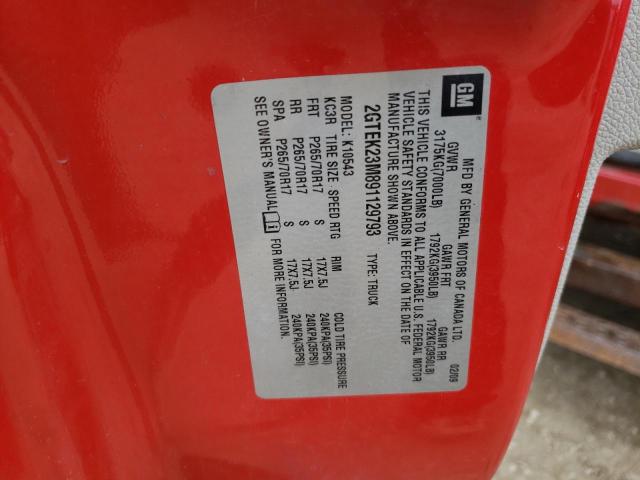 GM
MFD BY GENERAL MOTORS OF CANADA LTD.
02/09
GVWR GAWR FRT GAWR RR
3175KG(7000LB) 1792KG(3950LB) 1792KG(3950LB)
THIS VEHICLE CONFORMS TO ALL APPLICABLE U.S. FEDERAL MOTOR
VEHICLE SAFETY STANDARDS IN EFFECT ON THE DATE OF
MANUFACTURE SHOWN ABOVE.
2GTEK23M891129793 TYPE: TRUCK
MODEL: K10543
KC3R TIRE SIZE SPEED RTG RIM COLD TIRE PRESSURE
FRT P265/70R17 S 17X7.5J 240KPA(35PSI)
RR P265/70R17 S 17X7.5J 240KPA(35PSI)
SPA P265/70R17 S 17X7.5J 240KPA(35PSI)
SEE OWNER'S MANUAL i FOR MORE INFORMATION.